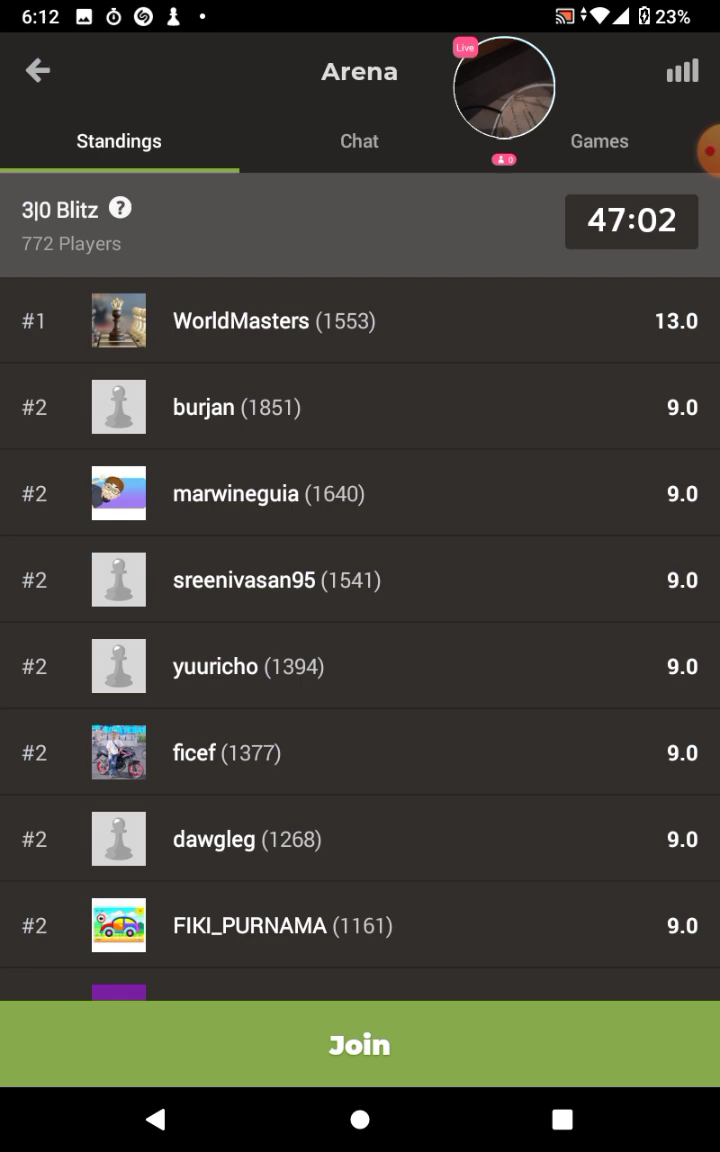 6:12 23%
Live
Arena
Standings Chat Games
0
3|0 Blitz ?
47:02
772 Players
#1 WorldMasters (1553) 13.0
#2 burjan (1851) 9.0
#2 marwineguia (1640) 9.0
#2 sreenivasan95 (1541) 9.0
#2 yuuricho (1394) 9.0
#2 ficef (1377) 9.0
#2 dawgleg (1268) 9.0
#2 FIKI_PURNAMA (1161) 9.0
Join